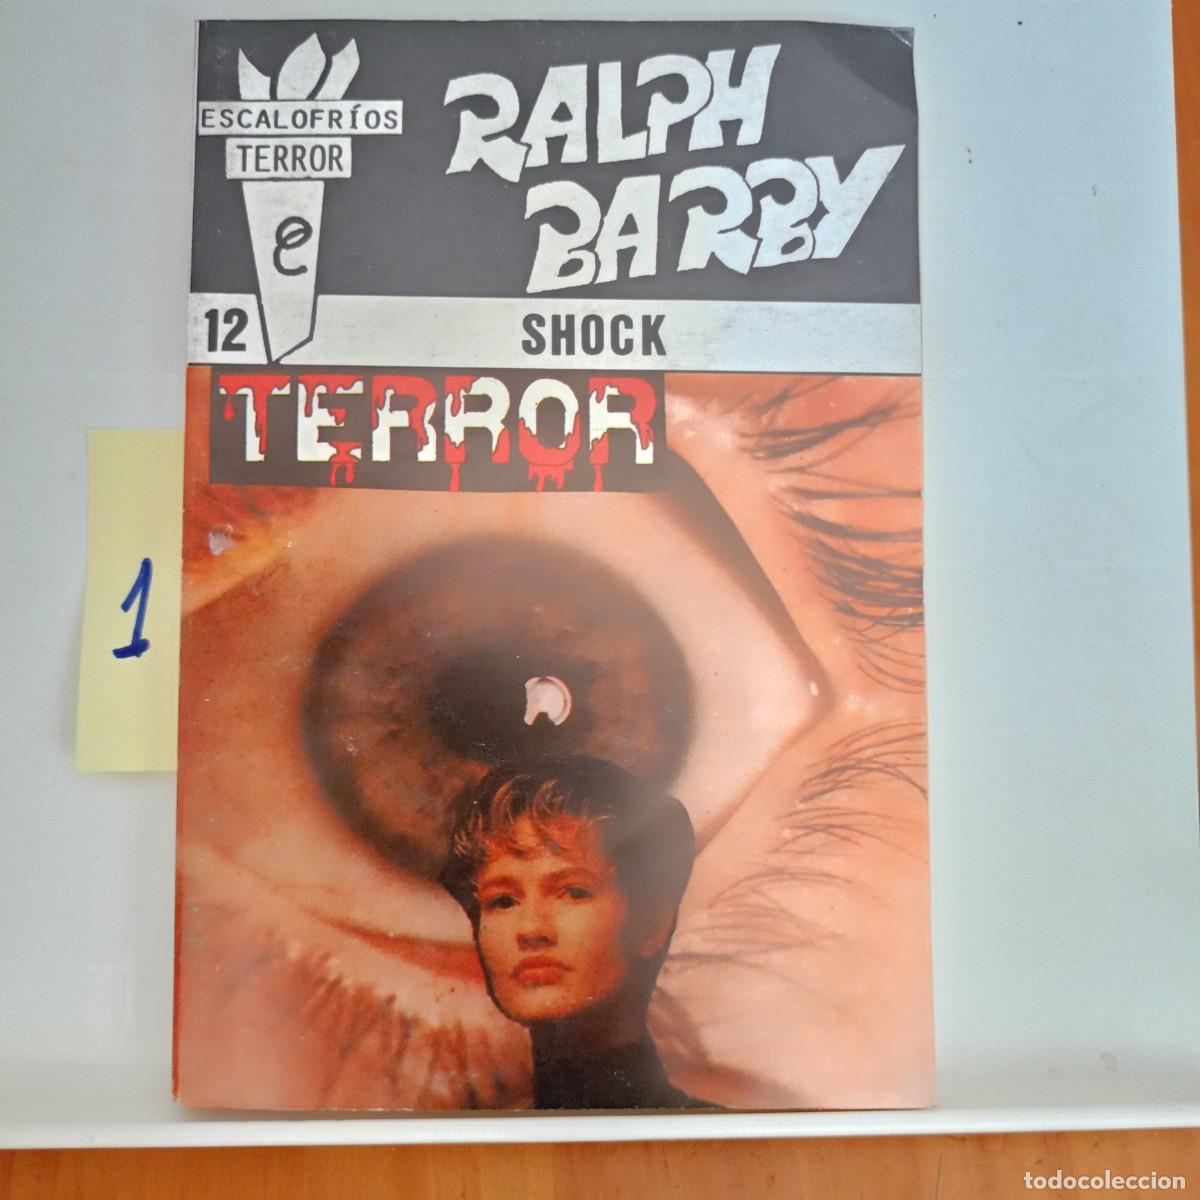 ESCALOFRÍOS
TERROR
e
RALPH
BARBY
12
SHOCK
TERROR
1
todocoleccion